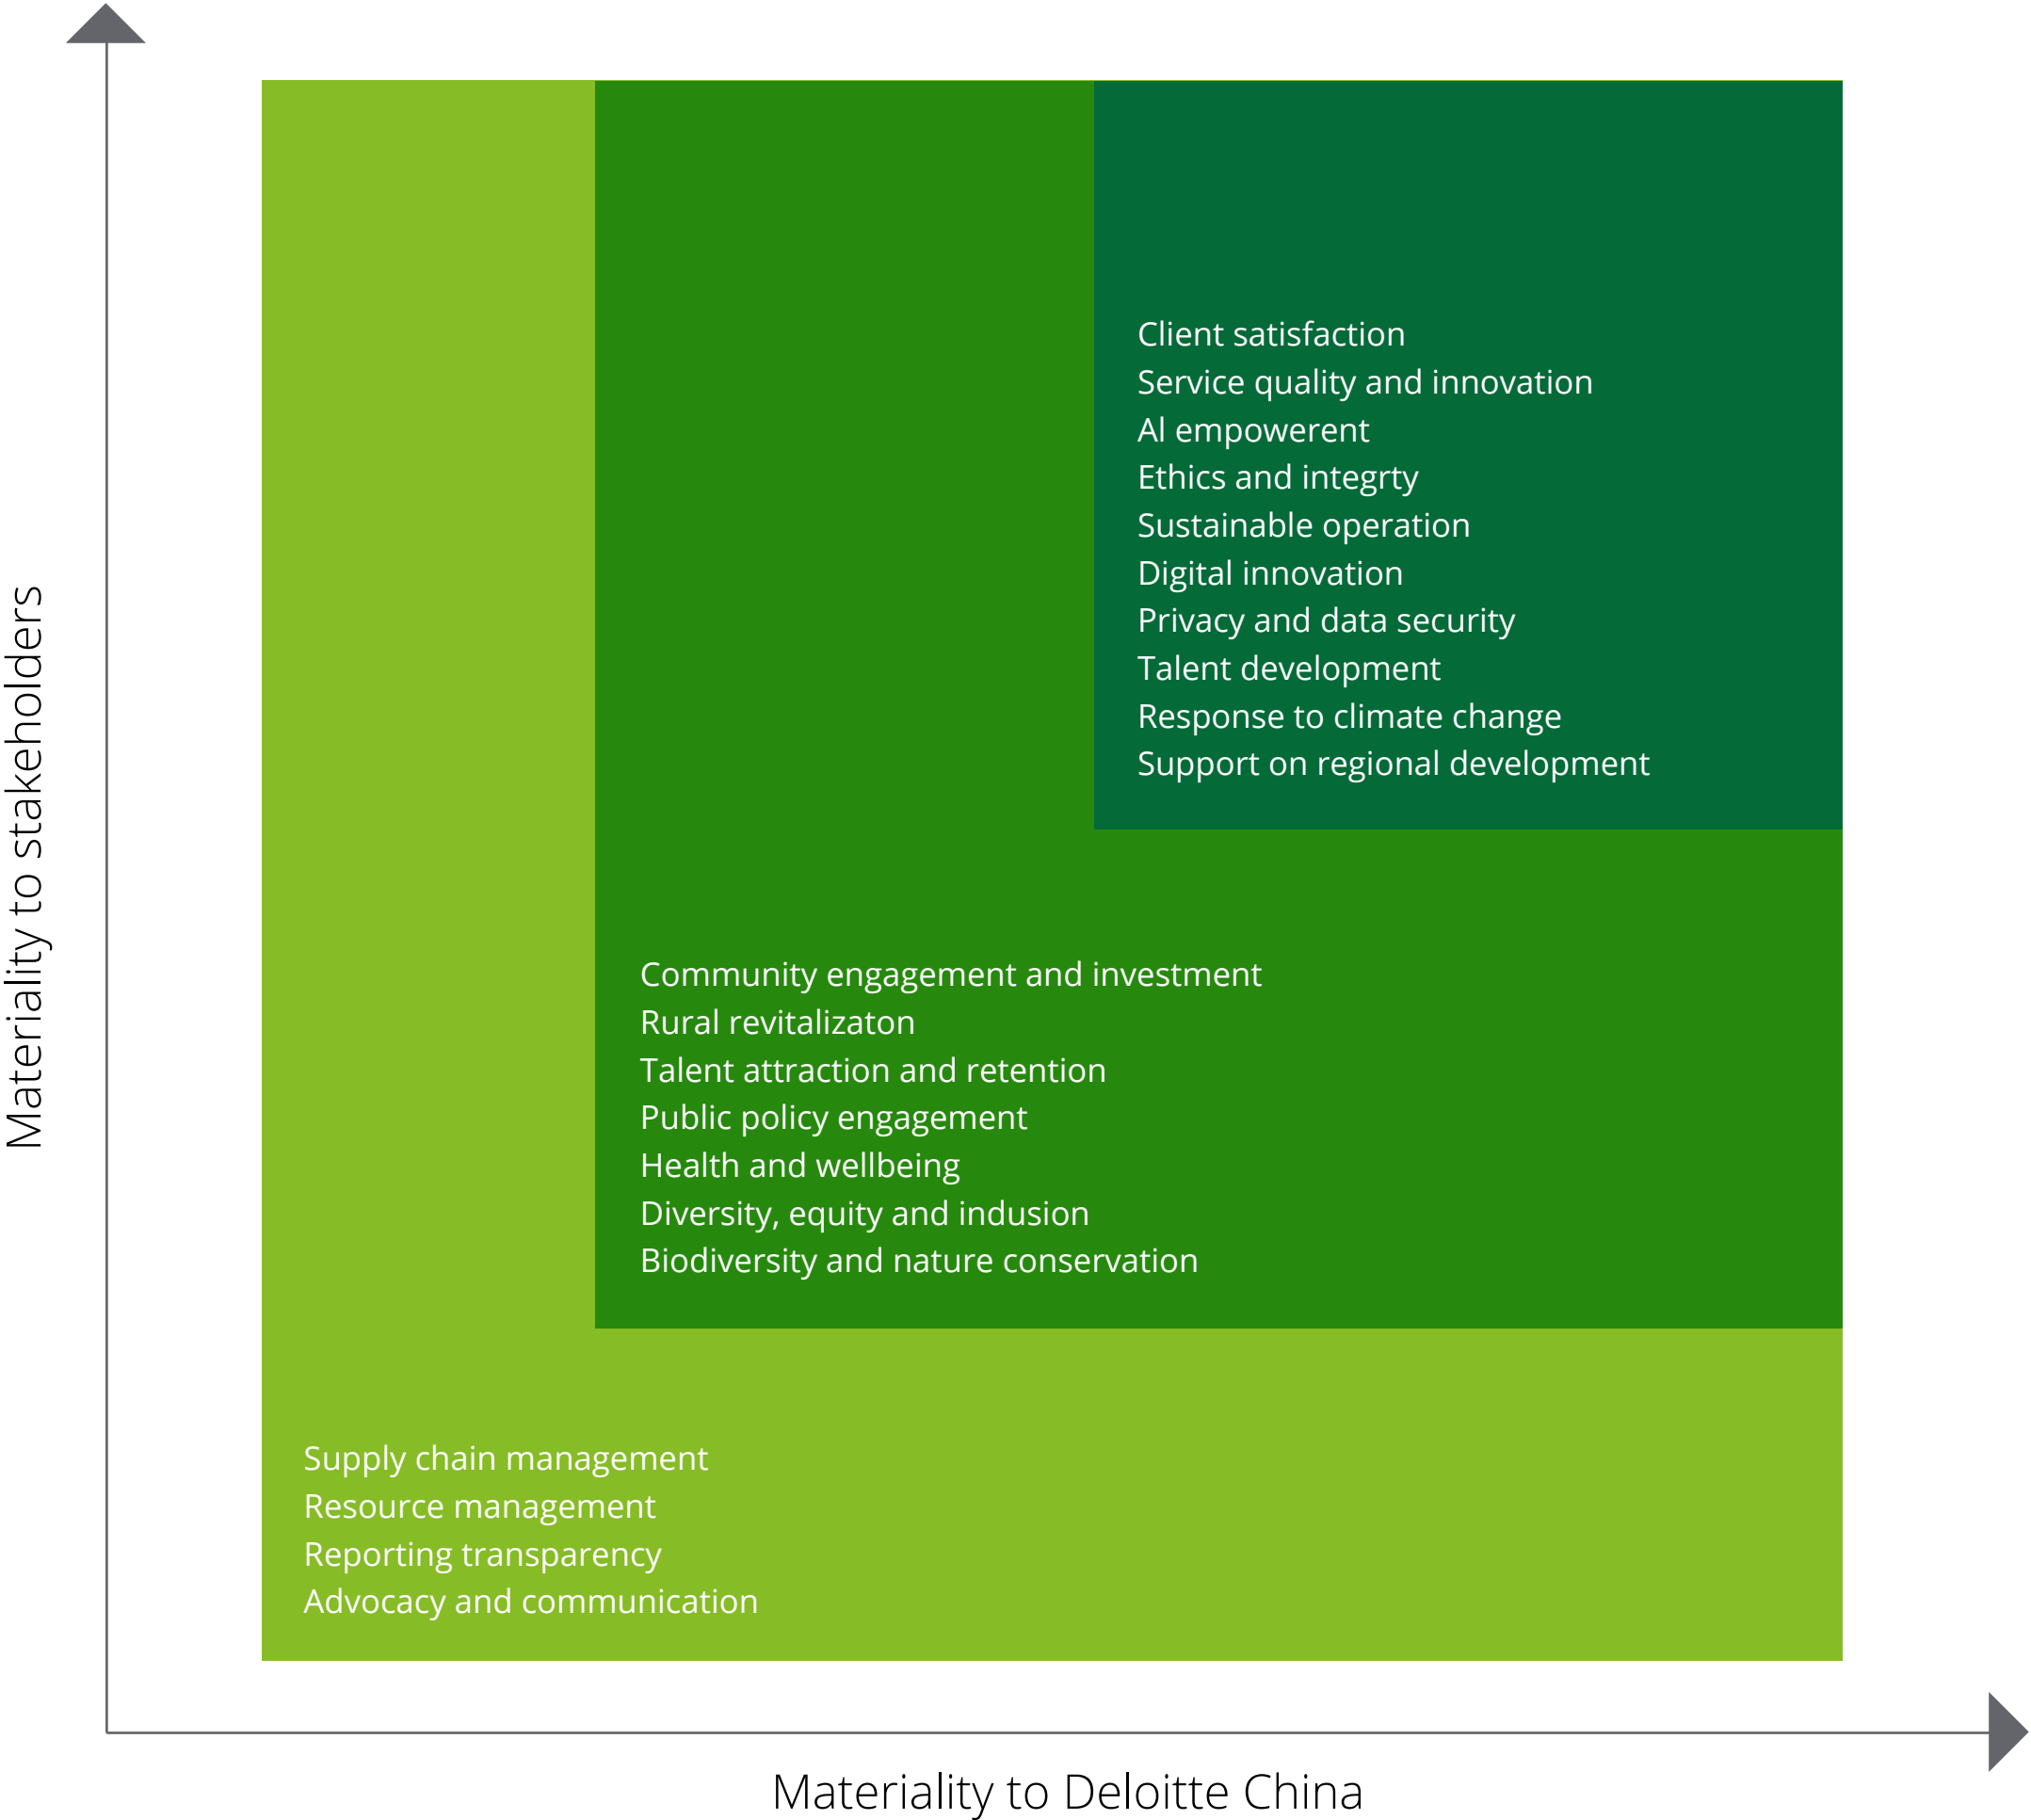 Materiality to stakeholders
Client satisfaction
Service quality and innovation
Al empowerent
Ethics and integrty
Sustainable operation
Digital innovation
Privacy and data security
Talent development
Response to climate change
Support on regional development
Community engagement and investment
Rural revitalizaton
Talent attraction and retention
Public policy engagement
Health and wellbeing
Diversity, equity and indusion
Biodiversity and nature conservation
Supply chain management
Resource management
Reporting transparency
Advocacy and communication
Materiality to Deloitte China